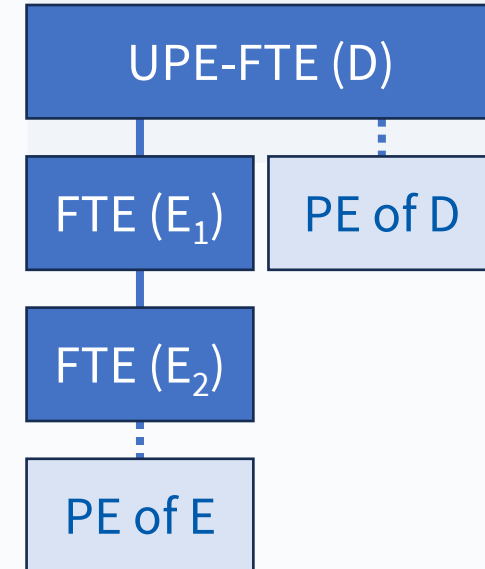 UPE-FTE (D)
FTE (E₁)
PE of D
FTE (E₂)
PE of E